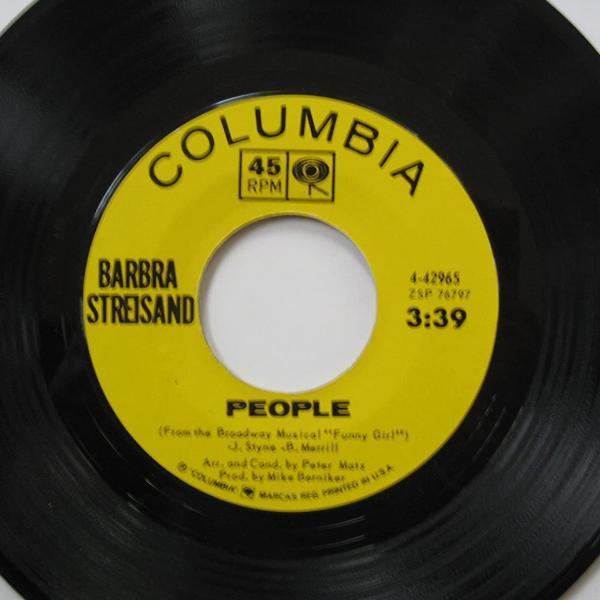 COLUMBIA
45
RPM
BARBRA
STREISAND
4-42965
ZSP 76797
3:39
PEOPLE
(From the Broadway Musical "Funny Girl")
-J. Styne -B. Merrill
Arr. and Cond. by Peter Matz
Prod. by Mike Berniker
® "COLUMBIA" MARCAS REG. PRINTED IN U.S.A.